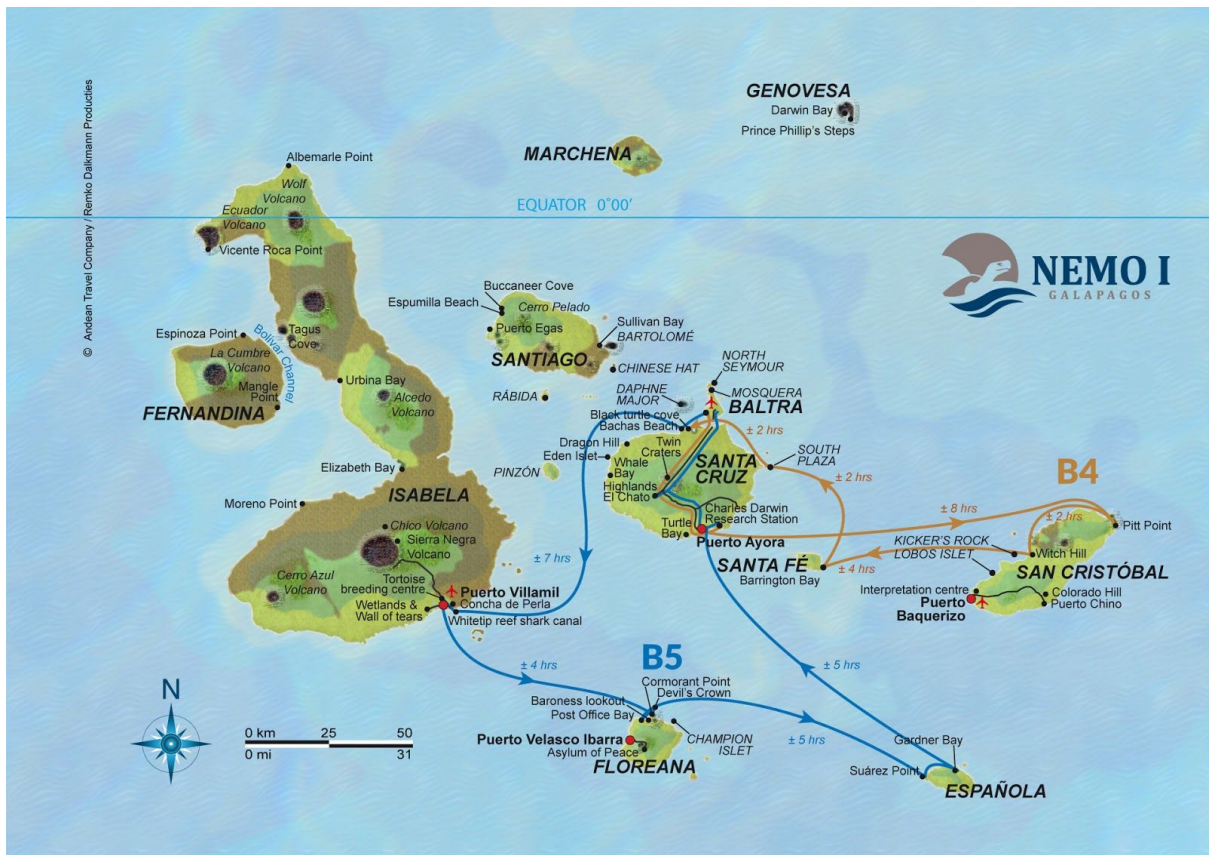 © Andean Travel Company / Remko Dalkmann Producties
GENOVESA
Darwin Bay
Prince Phillip's Steps
MARCHENA
Albemarle Point
Wolf
Volcano
Ecuador
Volcano
Vicente Roca Point
EQUATOR 0°00'
NEMO I
GALAPAGOS
Buccaneer Cove
Cerro Pelado
Espumilla Beach
Puerto Egas
SANTIAGO
Sullivan Bay
BARTOLOMÉ
CHINESE HAT
Espinoza Point
Bolivar Channel
Tagus
Cove
La Cumbre
Volcano
Mangle
Point
FERNANDINA
Urbina Bay
Alcedo
Volcano
RÁBIDA
NORTH
SEYMOUR
MOSQUERA
DAPHNE
MAJOR
BALTRA
Black turtle cove
Bachas Beach
± 2 hrs
Dragon Hill
Eden Islet
Whale
Bay
Twin
Craters
SANTA
CRUZ
Highlands
El Chato
SOUTH
PLAZA
± 2 hrs
PINZÓN
Elizabeth Bay
ISABELA
Moreno Point
Chico Volcano
Sierra Negra
Volcano
Charles Darwin
Research Station
Turtle
Bay
Puerto Ayora
B4
± 8 hrs
± 2 hrs
Pitt Point
KICKER'S ROCK
LOBOS ISLET
Witch Hill
SANTA FÉ
Barrington Bay
± 4 hrs
SAN CRISTÓBAL
Interpretation centre
Colorado Hill
Puerto Chino
Puerto
Baquerizo
± 7 hrs
Cerro Azul
Volcano
Tortoise
breeding centre
Puerto Villamil
Concha de Perla
Wetlands &
Wall of tears
Whitetip reef shark canal
± 4 hrs
B5
Cormorant Point
Devil's Crown
Baroness lookout
Post Office Bay
± 5 hrs
Puerto Velasco Ibarra
Asylum of Peace
CHAMPION
ISLET
FLOREANA
± 5 hrs
Gardner Bay
Suárez Point
ESPAÑOLA
N
0 km 25 50
0 mi 31